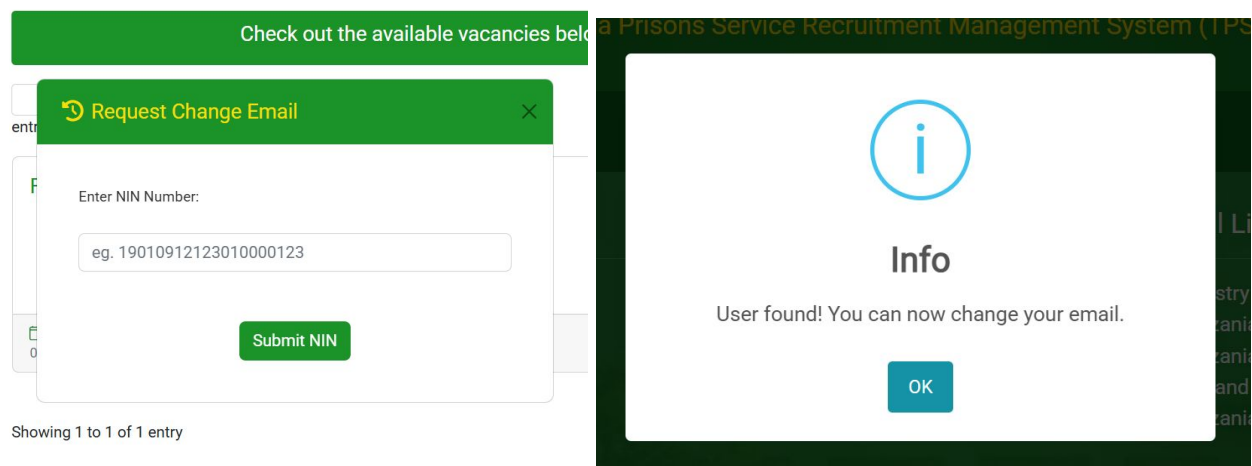 Check out the available vacancies belo
Request Change Email
entr
Enter NIN Number:
eg. 19010912123010000123
Submit NIN
Showing 1 to 1 of 1 entry
a Prisons Service Recruitment Management System (TPS
Info
User found! You can now change your email.
OK
l Li
stry
zania
zania
and
zania